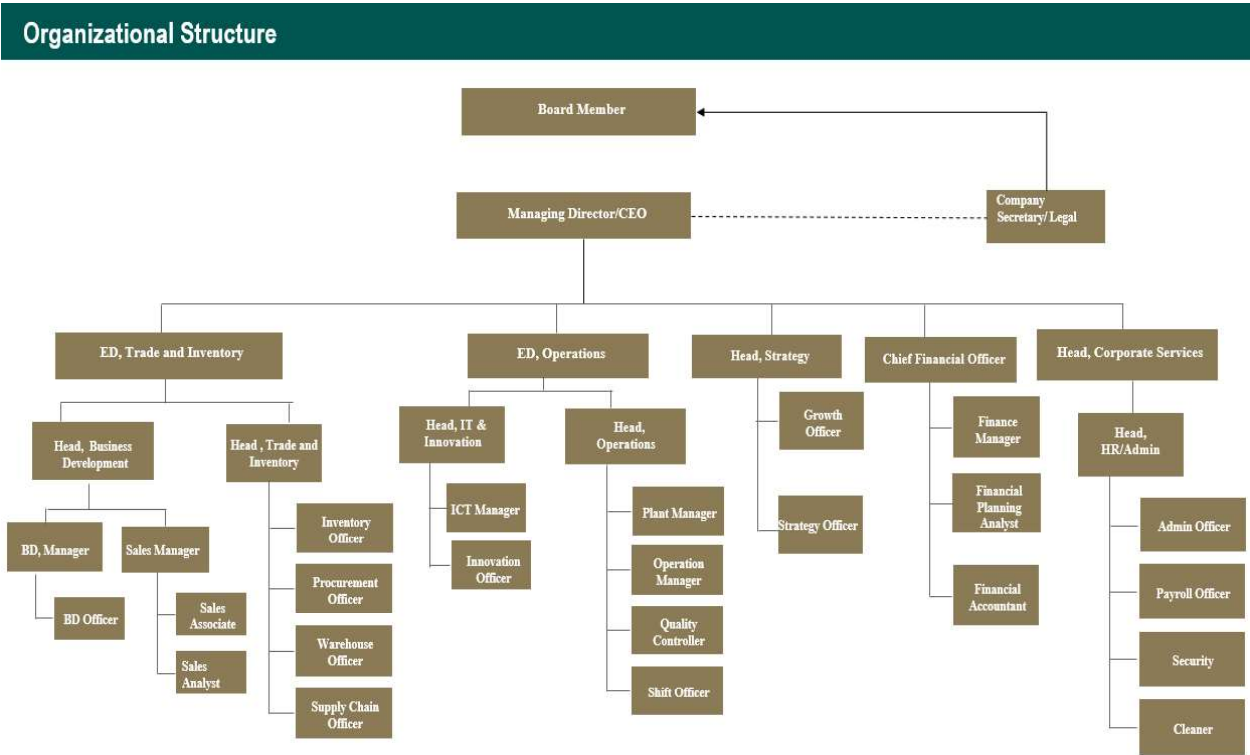 Organizational Structure
Board Member
Managing Director/CEO
Company
Secretary/ Legal
ED, Trade and Inventory
ED, Operations
Head, Strategy
Chief Financial Officer
Head, Corporate Services
Head, Business
Development
Head , Trade and
Inventory
Head, IT &
Innovation
Head,
Operations
Growth
Officer
Finance
Manager
Head,
HR/Admin
BD, Manager
Sales Manager
Inventory
Officer
ICT Manager
Plant Manager
Strategy Officer
Financial
Planning
Analyst
Admin Officer
BD Officer
Sales
Associate
Procurement
Officer
Innovation
Officer
Operation
Manager
Financial
Accountant
Payroll Officer
Sales
Analyst
Warehouse
Officer
Quality
Controller
Security
Supply Chain
Officer
Shift Officer
Cleaner